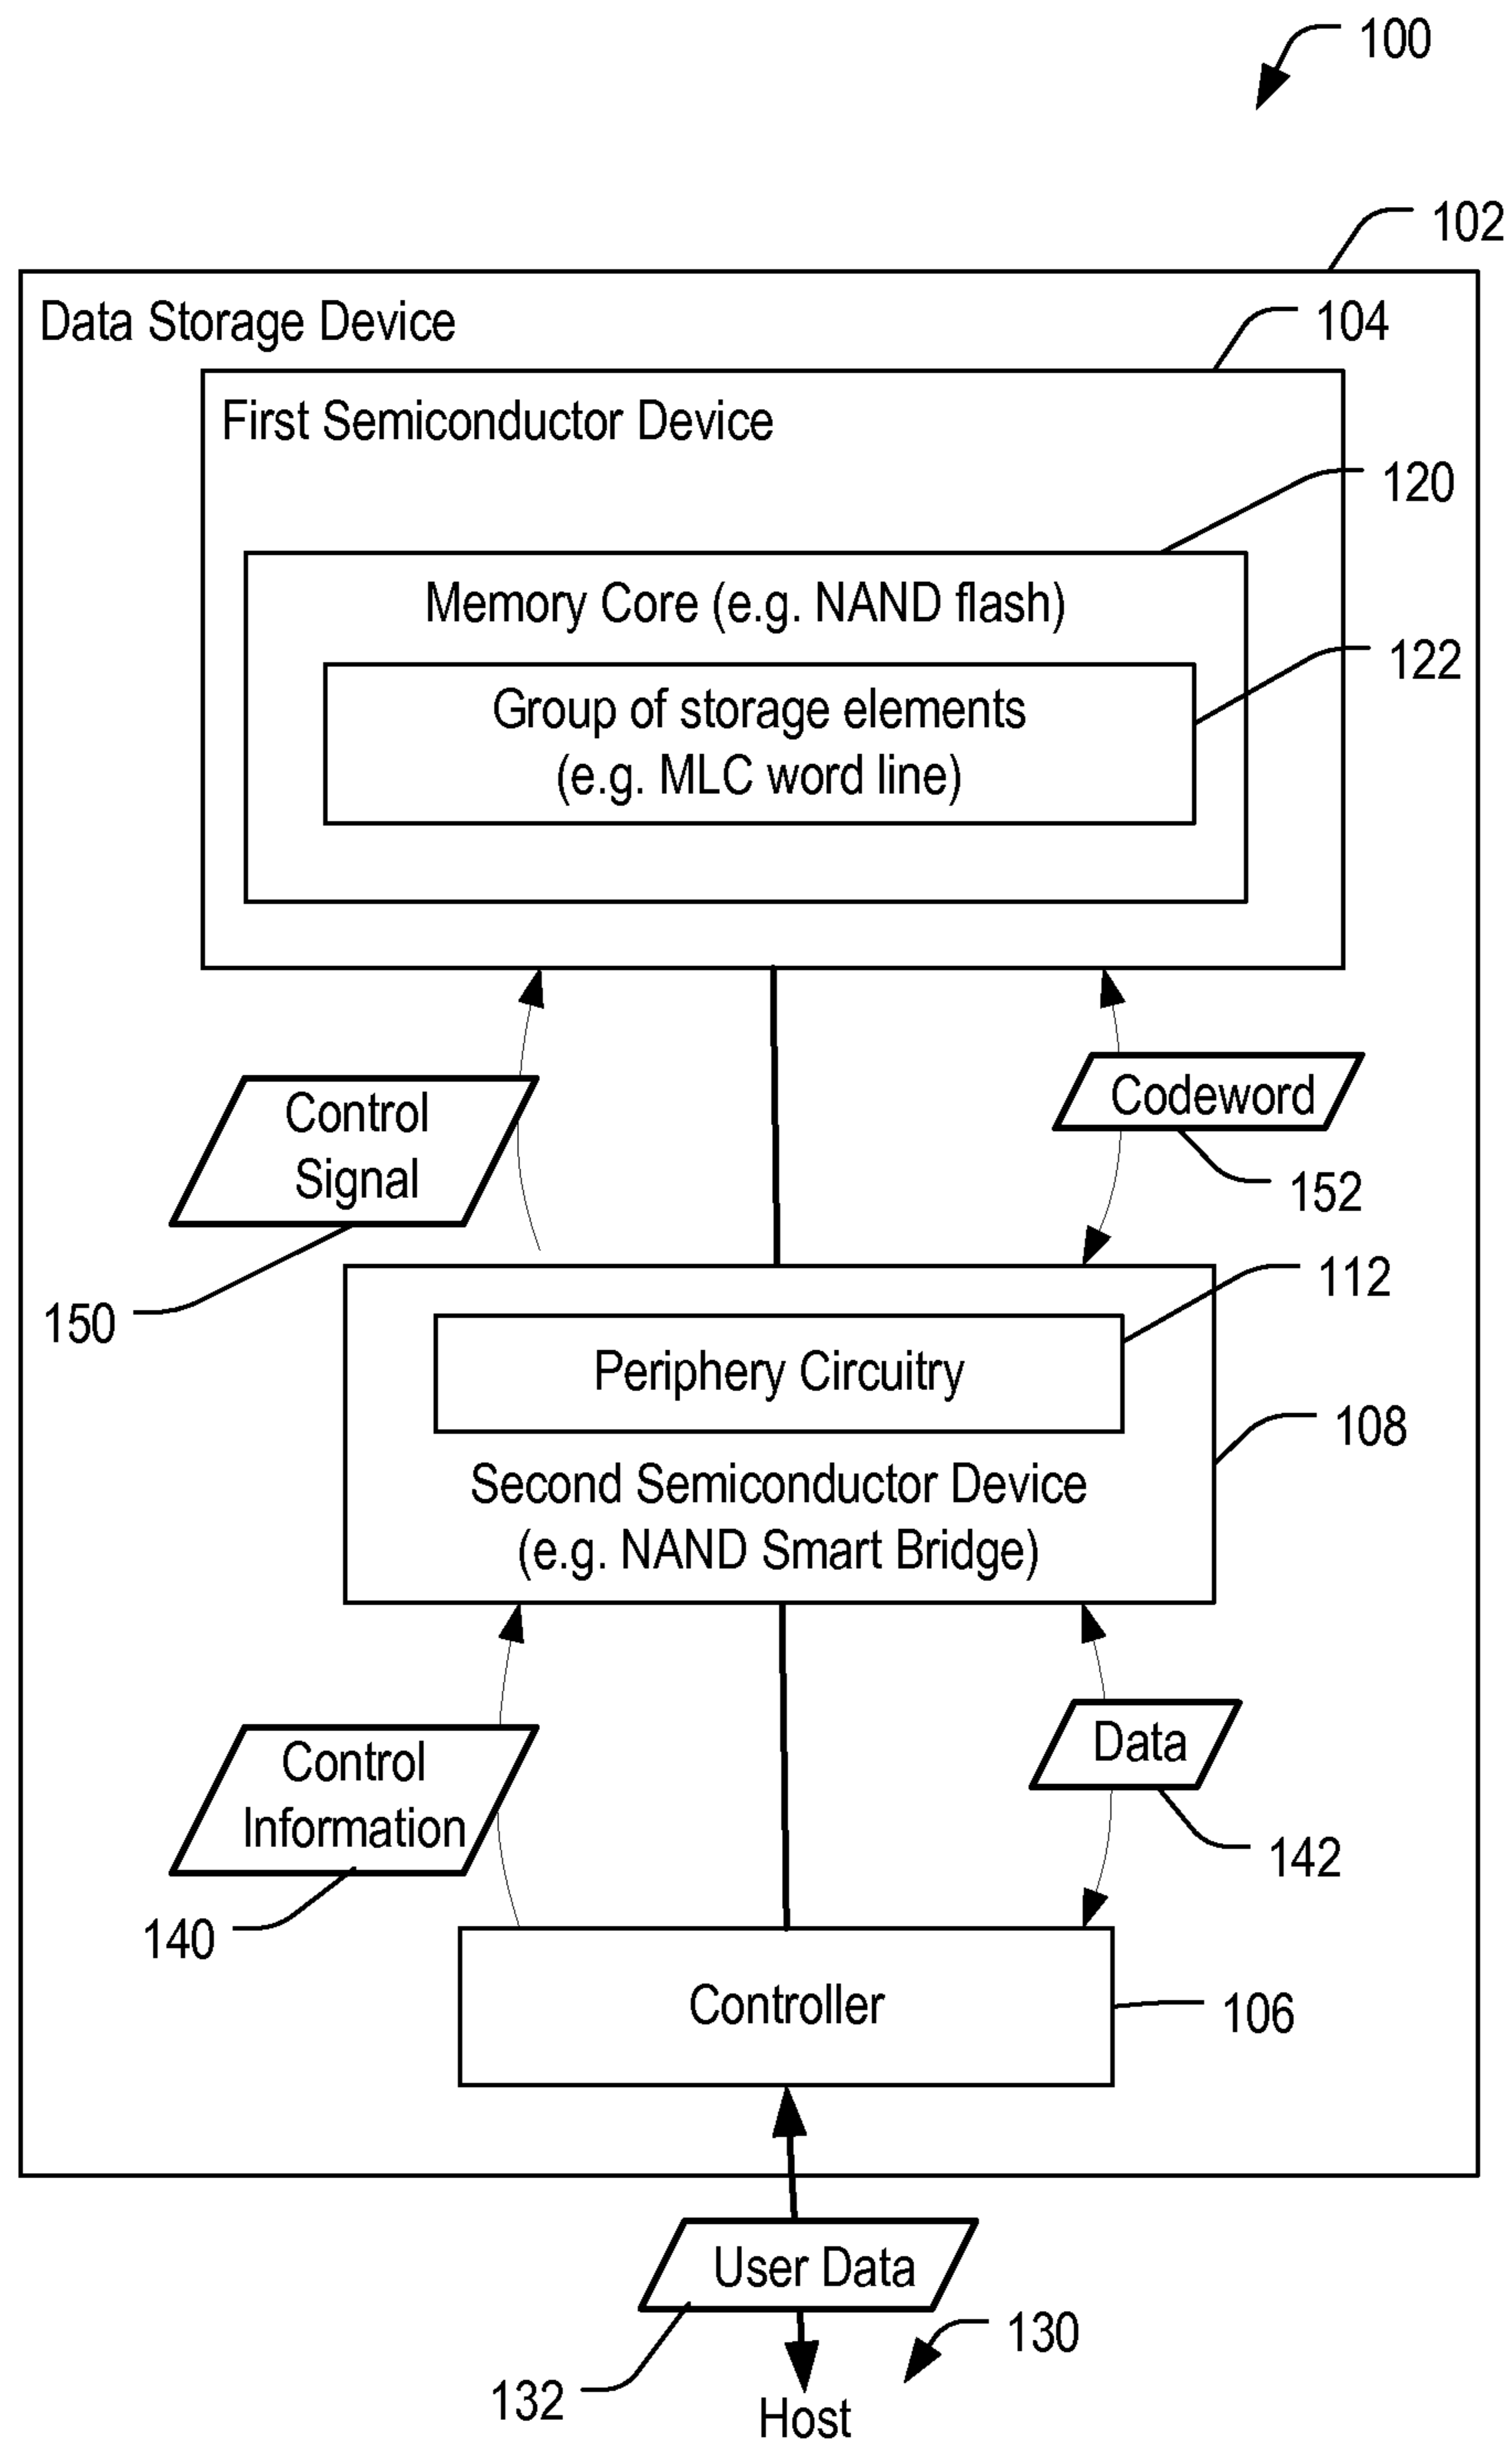 100
102
Data Storage Device
104
First Semiconductor Device
120
Memory Core (e.g. NAND flash)
122
Group of storage elements
(e.g. MLC word line)
Control
Signal
150
Codeword
152
112
Periphery Circuitry
108
Second Semiconductor Device
(e.g. NAND Smart Bridge)
Control
Information
140
Data
142
Controller
106
User Data
132
130
Host